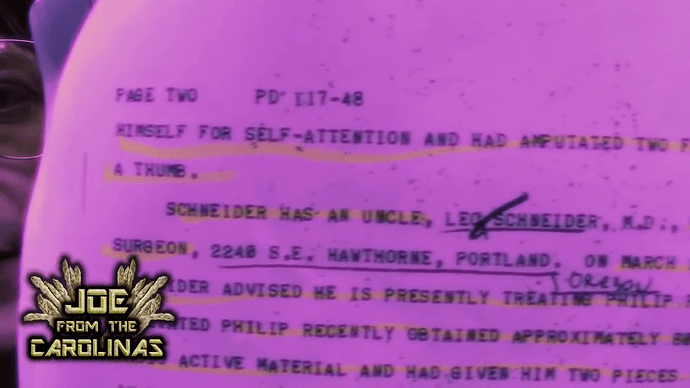 PAGE TWO PD 117-48
HIMSELF FOR SELF-ATTENTION AND HAD AMPUTATED TWO F
A THUMB.
SCHNEIDER HAS AN UNCLE, LEO SCHNEIDER, M.D.,
SURGEON, 2240 S.E. HAWTHORNE, PORTLAND. ON MARCH
OREGON
IDER ADVISED HE IS PRESENTLY TREATING PHILIP
TED PHILIP RECENTLY OBTAINED APPROXIMATELY
ACTIVE MATERIAL AND HAD GIVEN HIM TWO PIECES
JOE
FROM THE
CAROLINAS